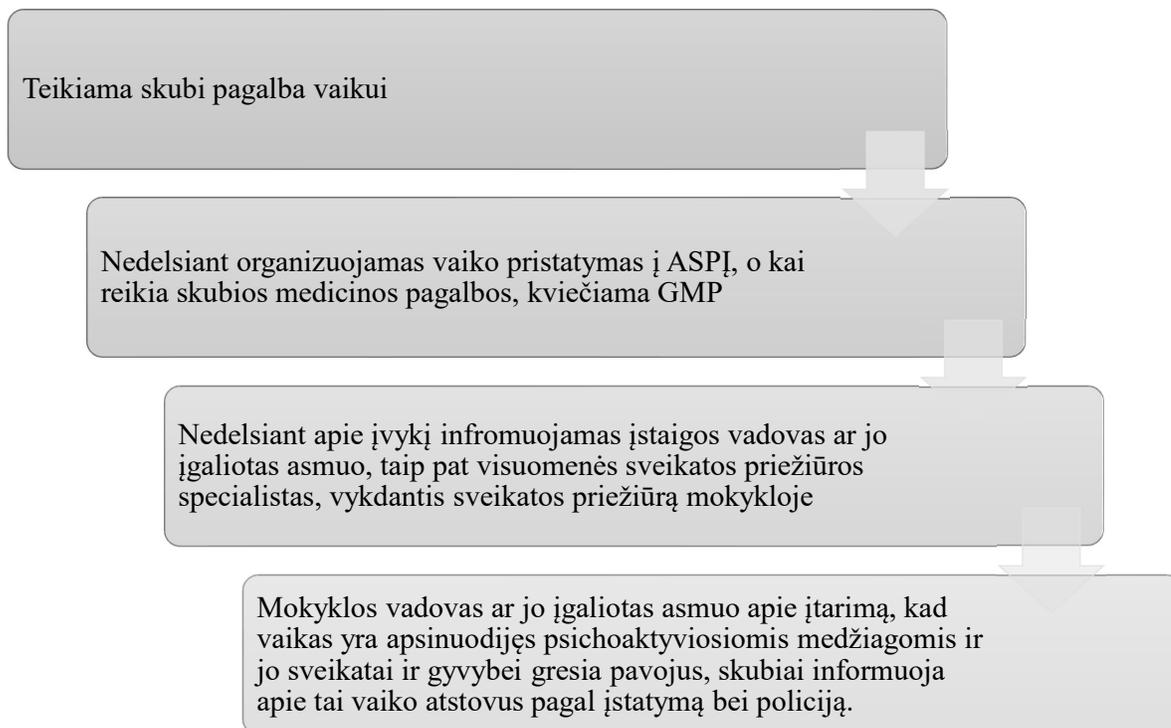 Teikiama skubi pagalba vaikui
Nedelsiant organizuojamas vaiko pristatymas į ASPĮ, o kai
reikia skubios medicinos pagalbos, kviečiama GMP
Nedelsiant apie įvykį infromuojamas įstaigos vadovas ar jo
įgaliotas asmuo, taip pat visuomenės sveikatos priežiūros
specialistas, vykdantis sveikatos priežiūrą mokykloje
Mokyklos vadovas ar jo įgaliotas asmuo apie įtarimą, kad
vaikas yra apsinuodijęs psichoaktyviosiomis medžiagomis ir
jo sveikatai ir gyvybei gresia pavojus, skubiai informuoja
apie tai vaiko atstovus pagal įstatymą bei policiją.